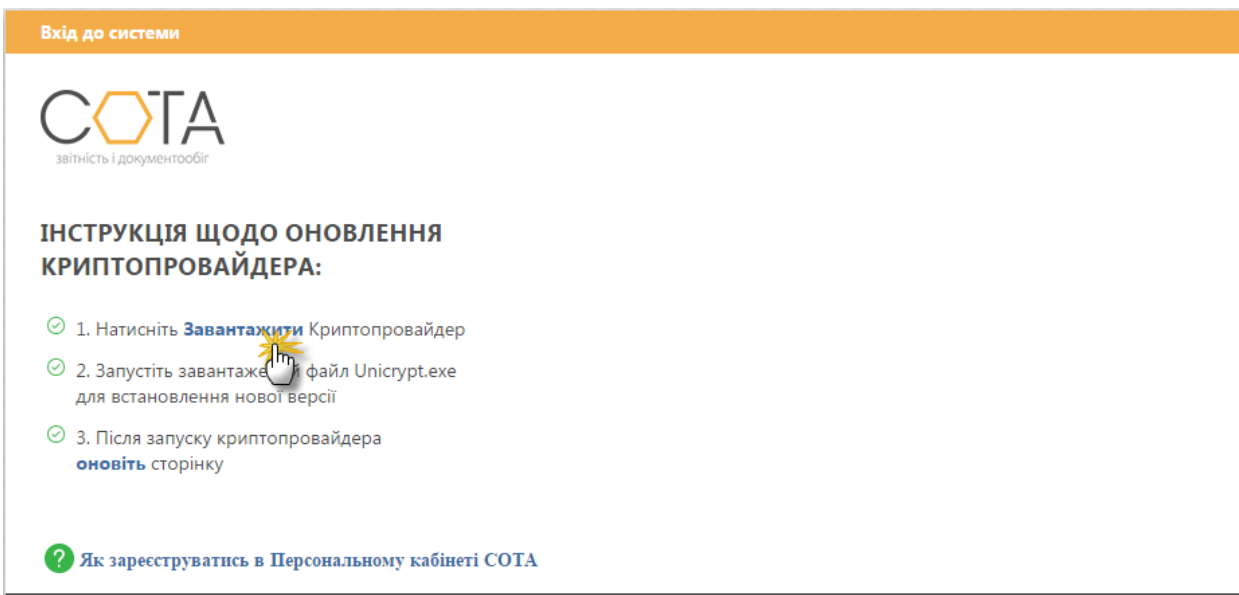 Вхід до системи
СОТА
звітність і документообіг
ІНСТРУКЦІЯ ЩОДО ОНОВЛЕННЯ
КРИПТОПРОВАЙДЕРА:
1. Натисніть Завантажити Криптопровайдер
2. Запустіть завантажений файл Unicrypt.exe
для встановлення нової версії
3. Після запуску криптопровайдера
оновіть сторінку
? Як зареєструватись в Персональному кабінеті СОТА